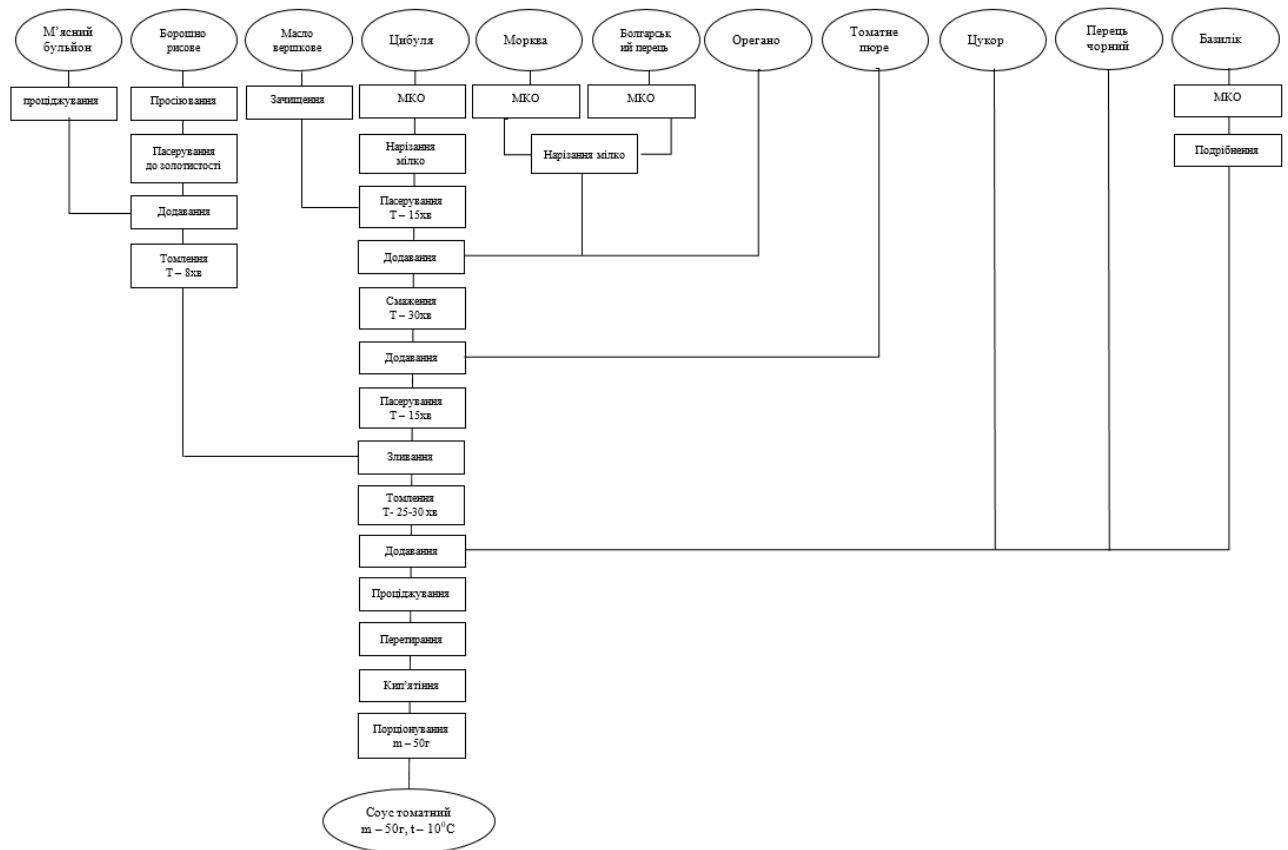 М’ясний
бульйон
Борошно
рисове
Масло
вершкове
Цибуля
Морква
Болгарськ
ий перець
Орегано
Томатне
пюре
Цукор
Перець
чорний
Базилік
проціджування
Просіювання
Зачищення
МКО
МКО
МКО
МКО
Пасерування
до золотистості
Нарізання
мілко
Нарізання мілко
Подрібнення
Додавання
Пасерування
Т – 15хв
Томлення
Т – 8хв
Додавання
Смаження
Т – 30хв
Додавання
Пасерування
Т – 15хв
Зливання
Томлення
Т- 25-30 хв
Додавання
Проціджування
Перетирання
Кип’ятіння
Порціонування
m – 50г
Соус томатний
m – 50г, t – 10⁰С